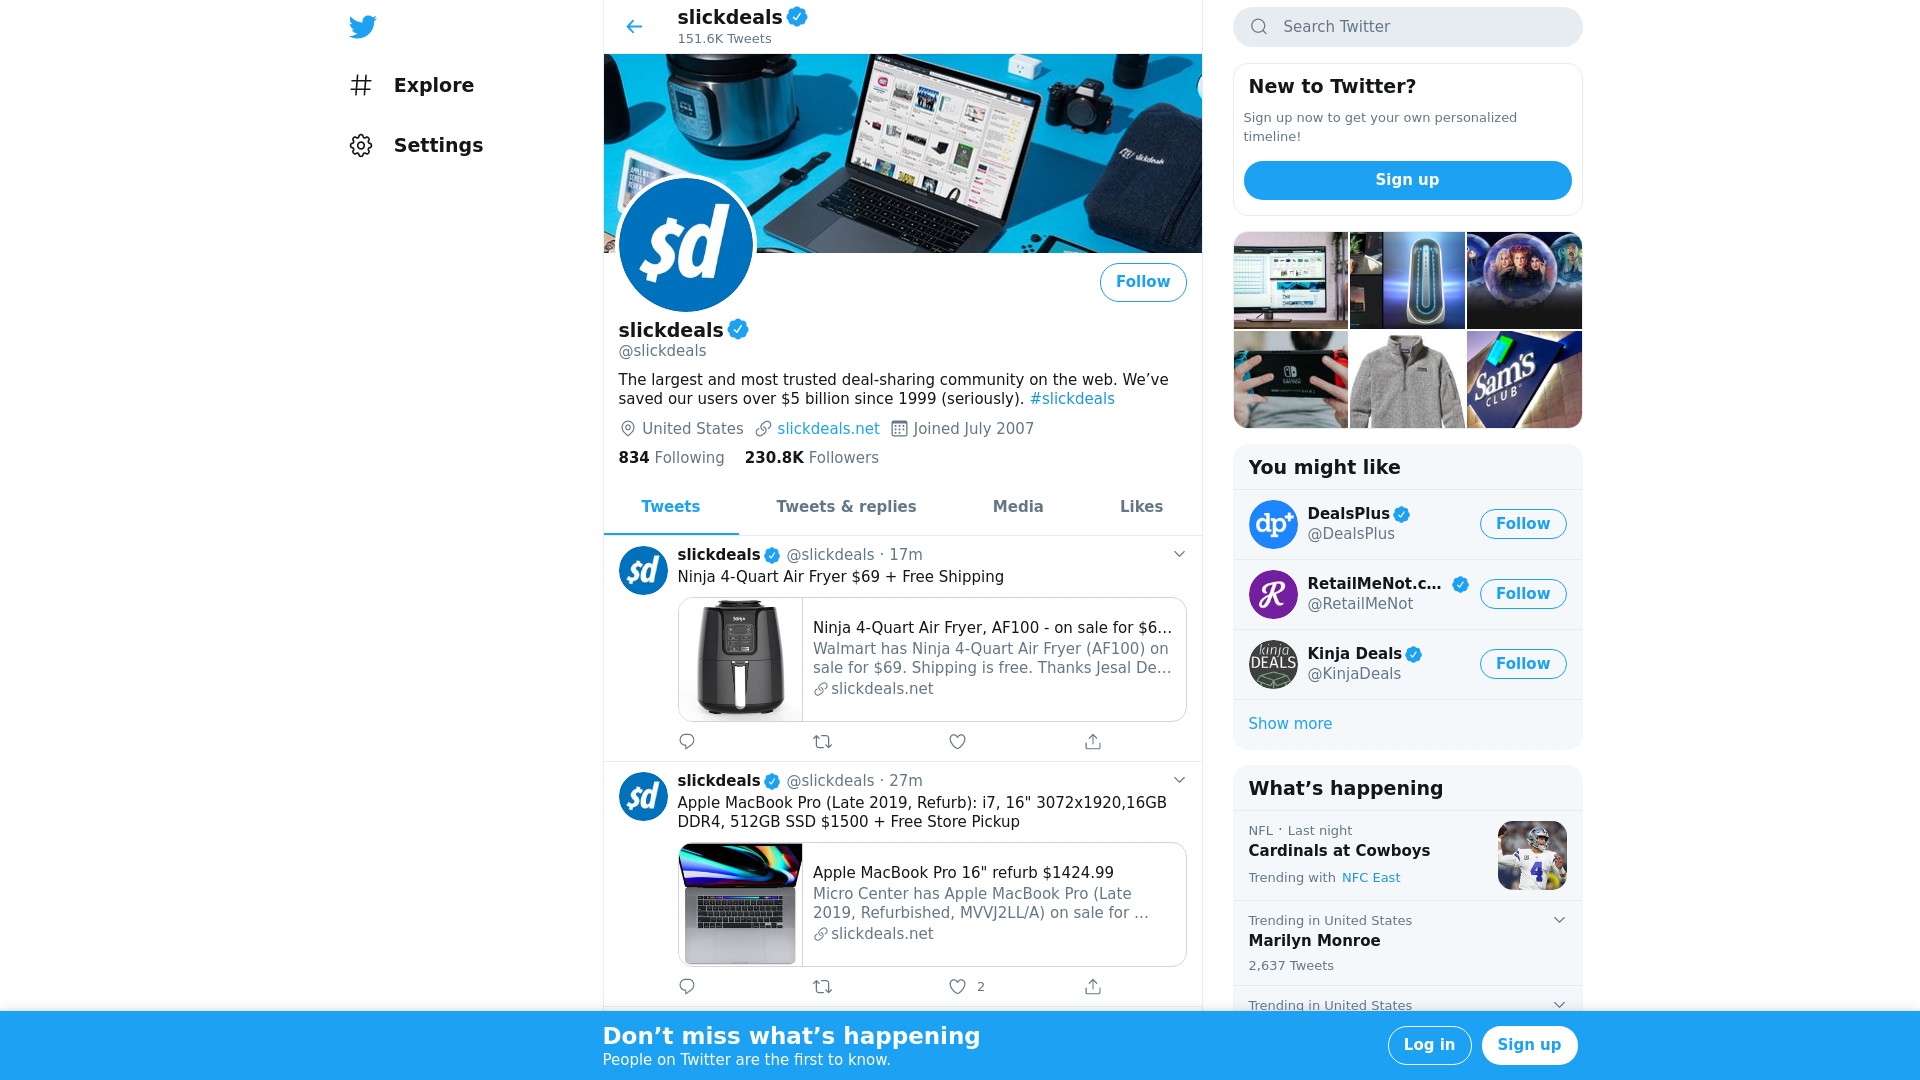 Explore
Settings
slickdeals
151.6K Tweets
slickdeals
$d
Follow
slickdeals
@slickdeals
The largest and most trusted deal-sharing community on the web. We’ve
saved our users over $5 billion since 1999 (seriously). #slickdeals
United States slickdeals.net Joined July 2007
834 Following 230.8K Followers
Tweets Tweets & replies Media Likes
$d
slickdeals @slickdeals · 17m
Ninja 4-Quart Air Fryer $69 + Free Shipping
Ninja
Ninja 4-Quart Air Fryer, AF100 - on sale for $6…
Walmart has Ninja 4-Quart Air Fryer (AF100) on
sale for $69. Shipping is free. Thanks Jesal De…
slickdeals.net
$d
slickdeals @slickdeals · 27m
Apple MacBook Pro (Late 2019, Refurb): i7, 16" 3072x1920,16GB
DDR4, 512GB SSD $1500 + Free Store Pickup
Apple MacBook Pro 16" refurb $1424.99
Micro Center has Apple MacBook Pro (Late
2019, Refurbished, MVVJ2LL/A) on sale for …
slickdeals.net
2
Search Twitter
New to Twitter?
Sign up now to get your own personalized
timeline!
Sign up
Sam's
CLUB
You might like
dp+
DealsPlus
@DealsPlus
Follow
R
RetailMeNot.c…
@RetailMeNot
Follow
kinja
DEALS
Kinja Deals
@KinjaDeals
Follow
Show more
What’s happening
NFL · Last night
Cardinals at Cowboys
Trending with NFC East
4
Trending in United States
Marilyn Monroe
2,637 Tweets
Trending in United States
Don’t miss what’s happening
People on Twitter are the first to know.
Log in
Sign up